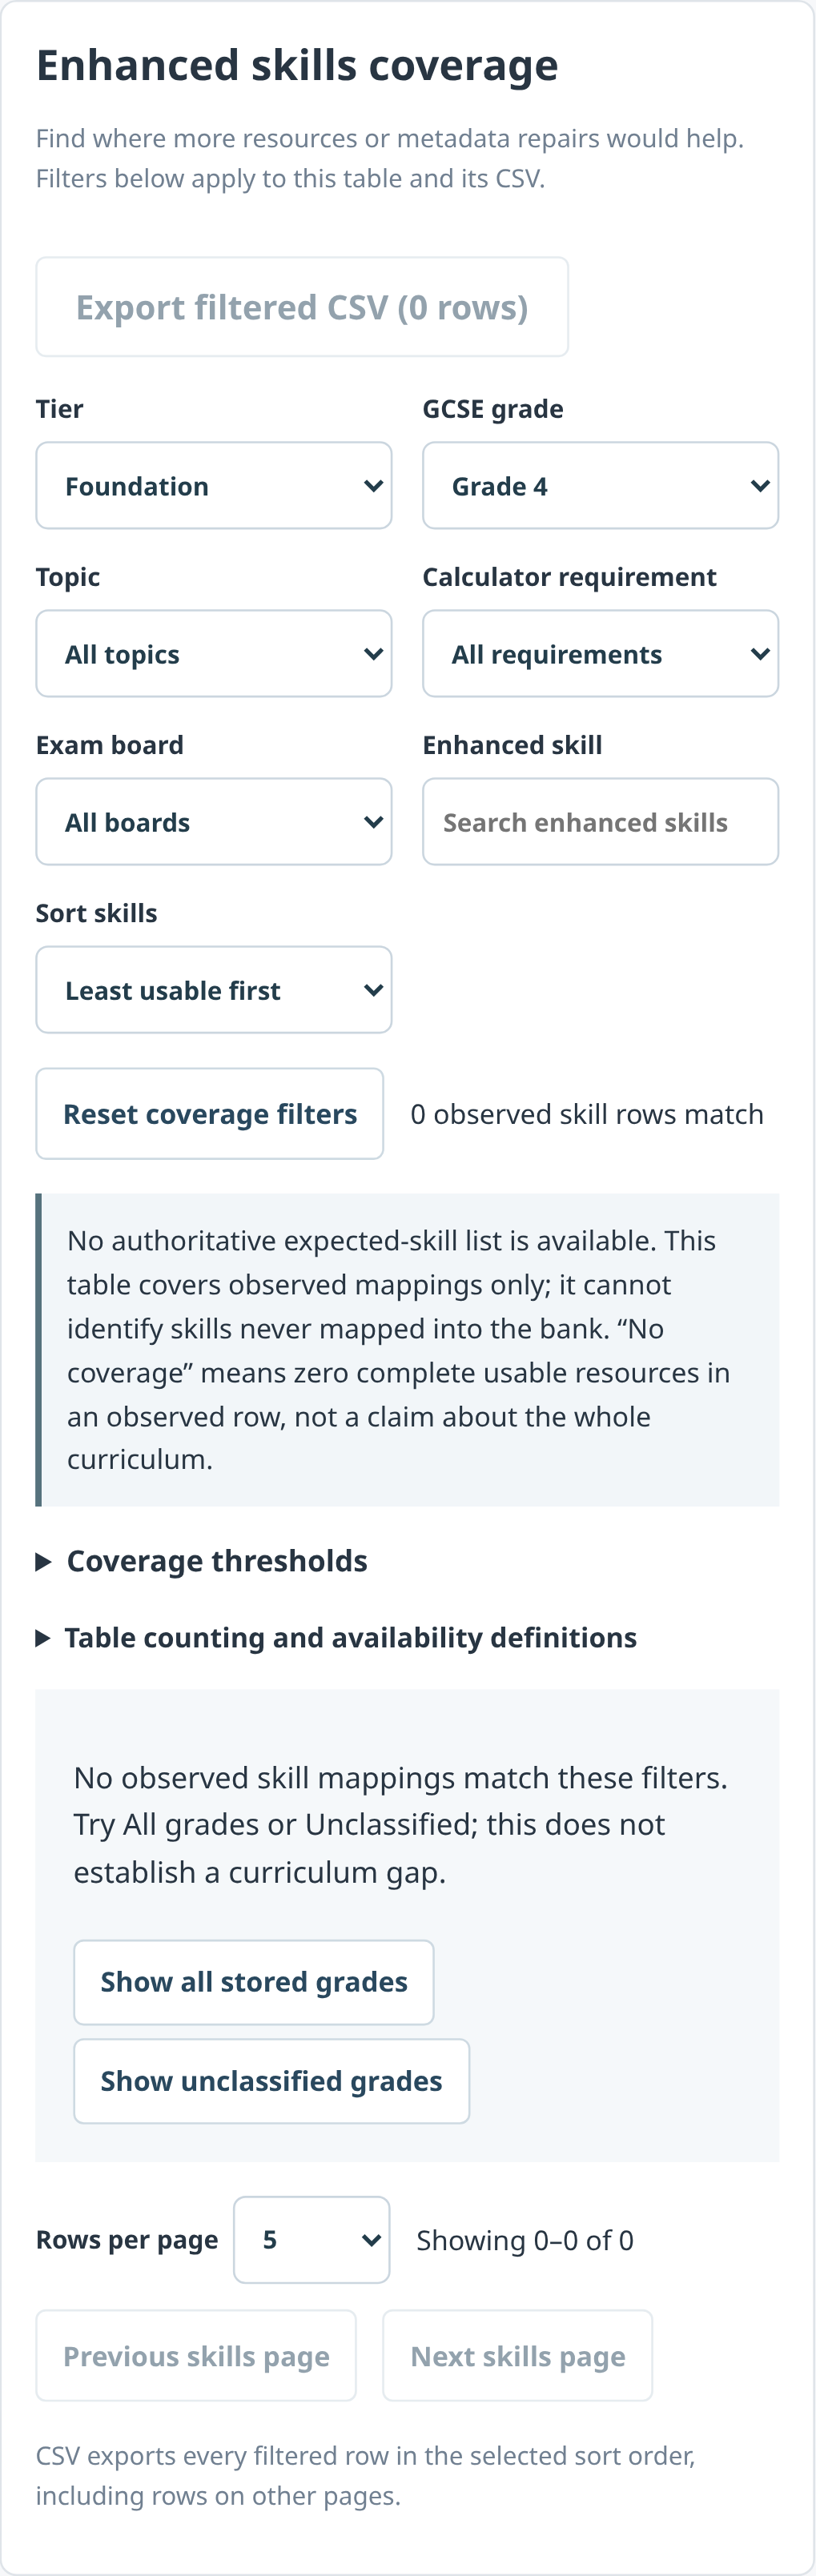 Enhanced skills coverage
Find where more resources or metadata repairs would help.
Filters below apply to this table and its CSV.
Export filtered CSV (0 rows)
Tier
GCSE grade
Foundation
Grade 4
Topic
Calculator requirement
All topics
All requirements
Exam board
Enhanced skill
All boards
Search enhanced skills
Sort skills
Least usable first
Reset coverage filters
0 observed skill rows match
No authoritative expected-skill list is available. This
table covers observed mappings only; it cannot
identify skills never mapped into the bank. “No
coverage” means zero complete usable resources in
an observed row, not a claim about the whole
curriculum.
Coverage thresholds
Table counting and availability definitions
No observed skill mappings match these filters.
Try All grades or Unclassified; this does not
establish a curriculum gap.
Show all stored grades
Show unclassified grades
Rows per page
5
Showing 0–0 of 0
Previous skills page
Next skills page
CSV exports every filtered row in the selected sort order,
including rows on other pages.